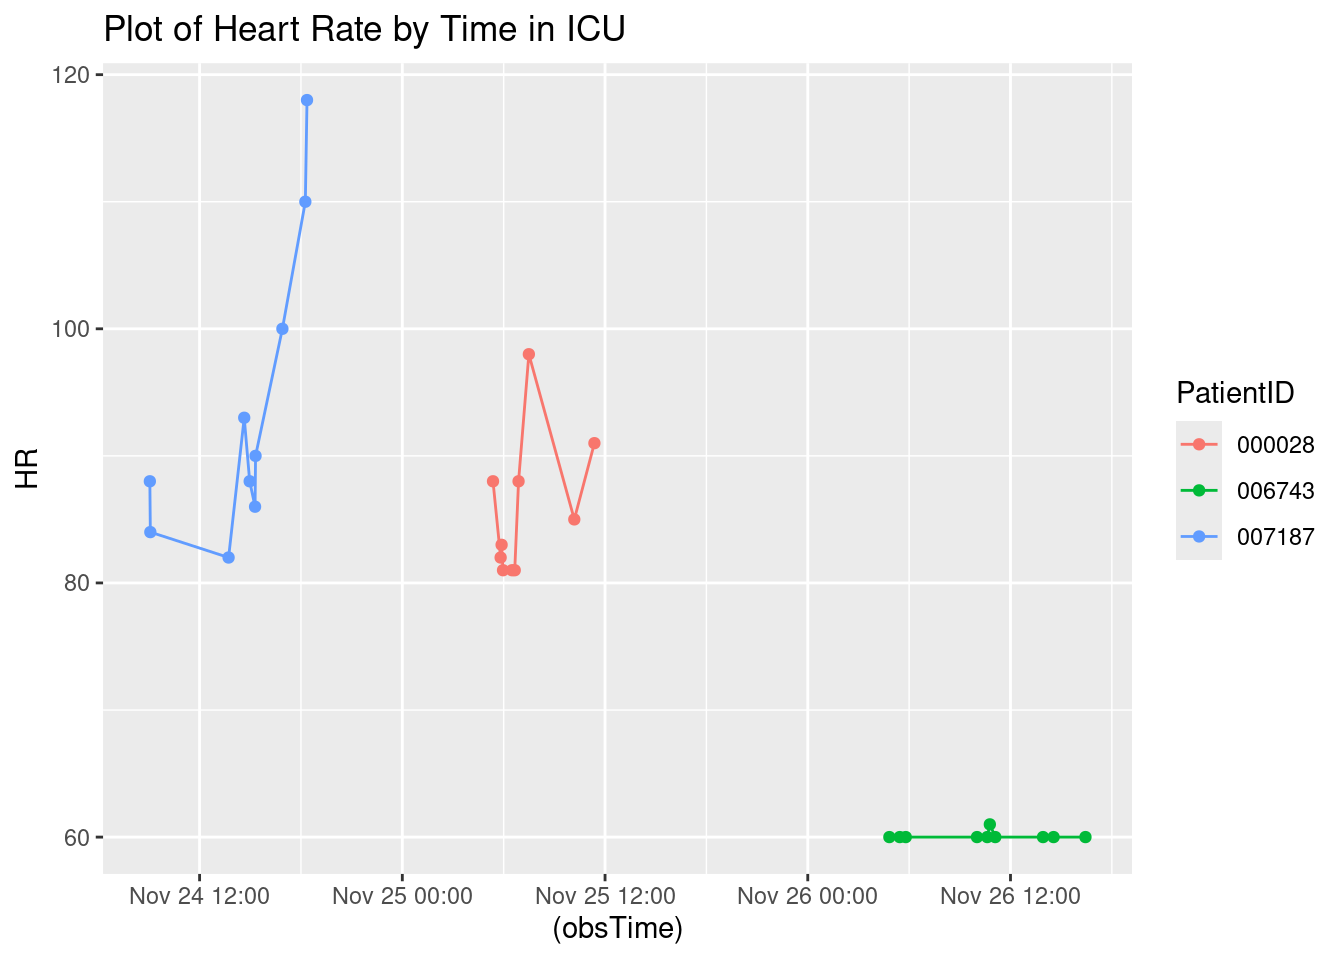 Plot of Heart Rate by Time in ICU
120
100
80
60
HR
Nov 24 12:00
Nov 25 00:00
Nov 25 12:00
Nov 26 00:00
Nov 26 12:00
(obsTime)
PatientID
000028
006743
007187